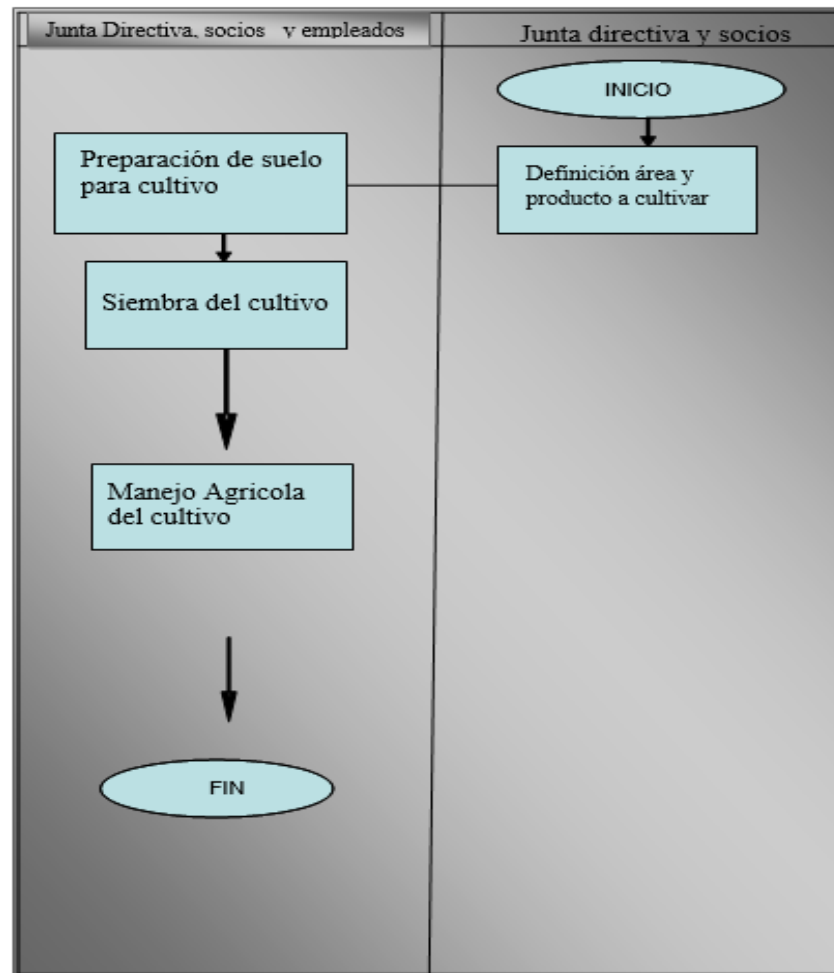 Junta Directiva, socios y empleados
Junta directiva y socios
INICIO
Preparación de suelo
para cultivo
Definición área y
producto a cultivar
Siembra del cultivo
Manejo Agricola
del cultivo
FIN